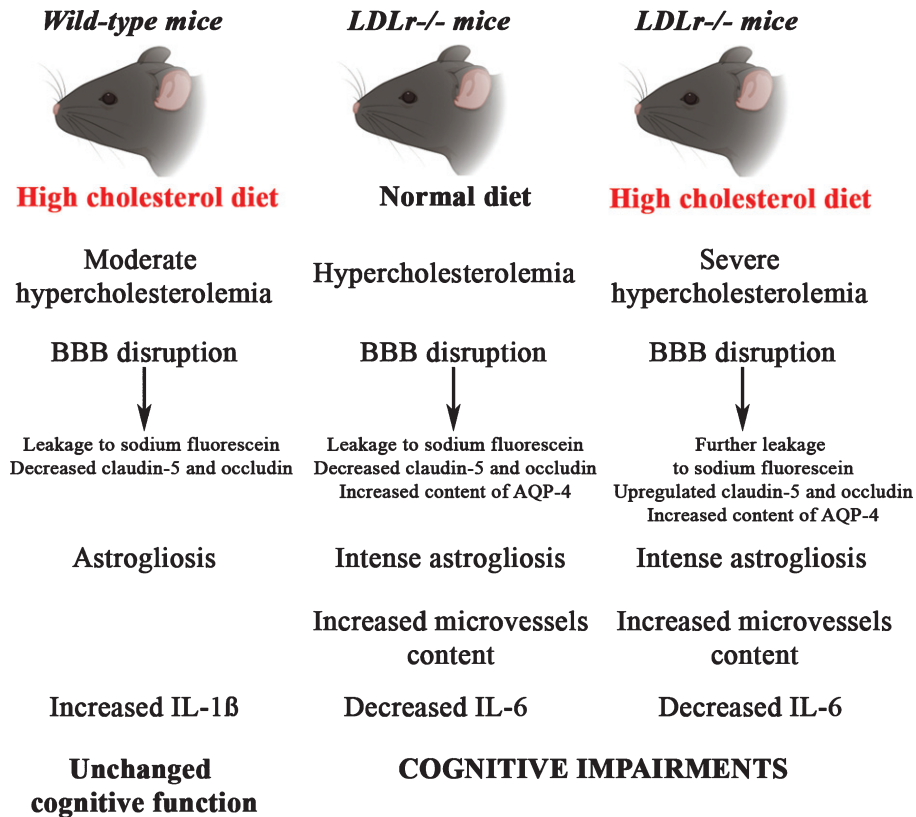 Wild-type mice
High cholesterol diet
Moderate
hypercholesterolemia
BBB disruption
Leakage to sodium fluorescein
Decreased claudin-5 and occludin
Astrogliosis
Increased IL-1ß
Unchanged
cognitive function
LDLr-/- mice
Normal diet
Hypercholesterolemia
BBB disruption
Leakage to sodium fluorescein
Decreased claudin-5 and occludin
Increased content of AQP-4
Intense astrogliosis
Increased microvessels
content
Decreased IL-6
LDLr-/- mice
High cholesterol diet
Severe
hypercholesterolemia
BBB disruption
Further leakage
to sodium fluorescein
Upregulated claudin-5 and occludin
Increased content of AQP-4
Intense astrogliosis
Increased microvessels
content
Decreased IL-6
COGNITIVE IMPAIRMENTS